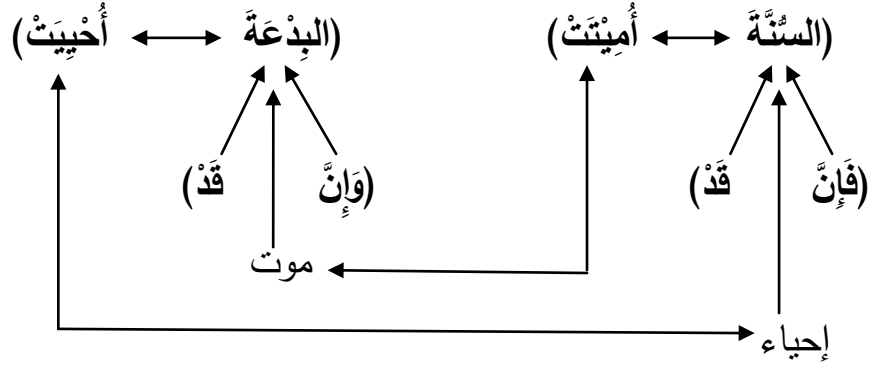 (السُّنَّةَ أُمِيْتَتْ) (البِدْعَةَ أُحْيِيَتْ)
(فَإِنَّ قَدْ) (وَإِنَّ قَدْ)
موت
إحياء